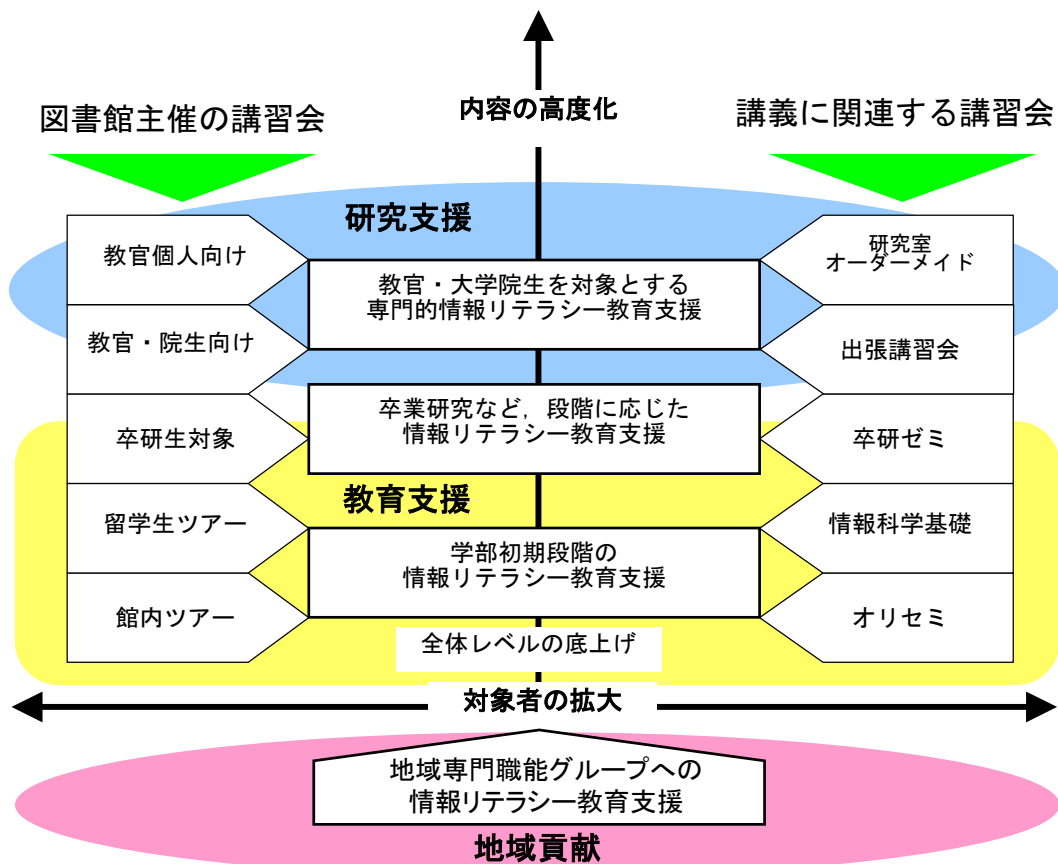 内容の高度化
図書館主催の講習会
講義に関連する講習会
研究支援
教官個人向け
教官・院生向け
卒研生対象
留学生ツアー
館内ツアー
教官・大学院生を対象とする
専門的情報リテラシー教育支援
卒業研究など，段階に応じた
情報リテラシー教育支援
教育支援
学部初期段階の
情報リテラシー教育支援
全体レベルの底上げ
研究室
オーダーメイド
出張講習会
卒研ゼミ
情報科学基礎
オリセミ
対象者の拡大
地域専門職能グループへの
情報リテラシー教育支援
地域貢献